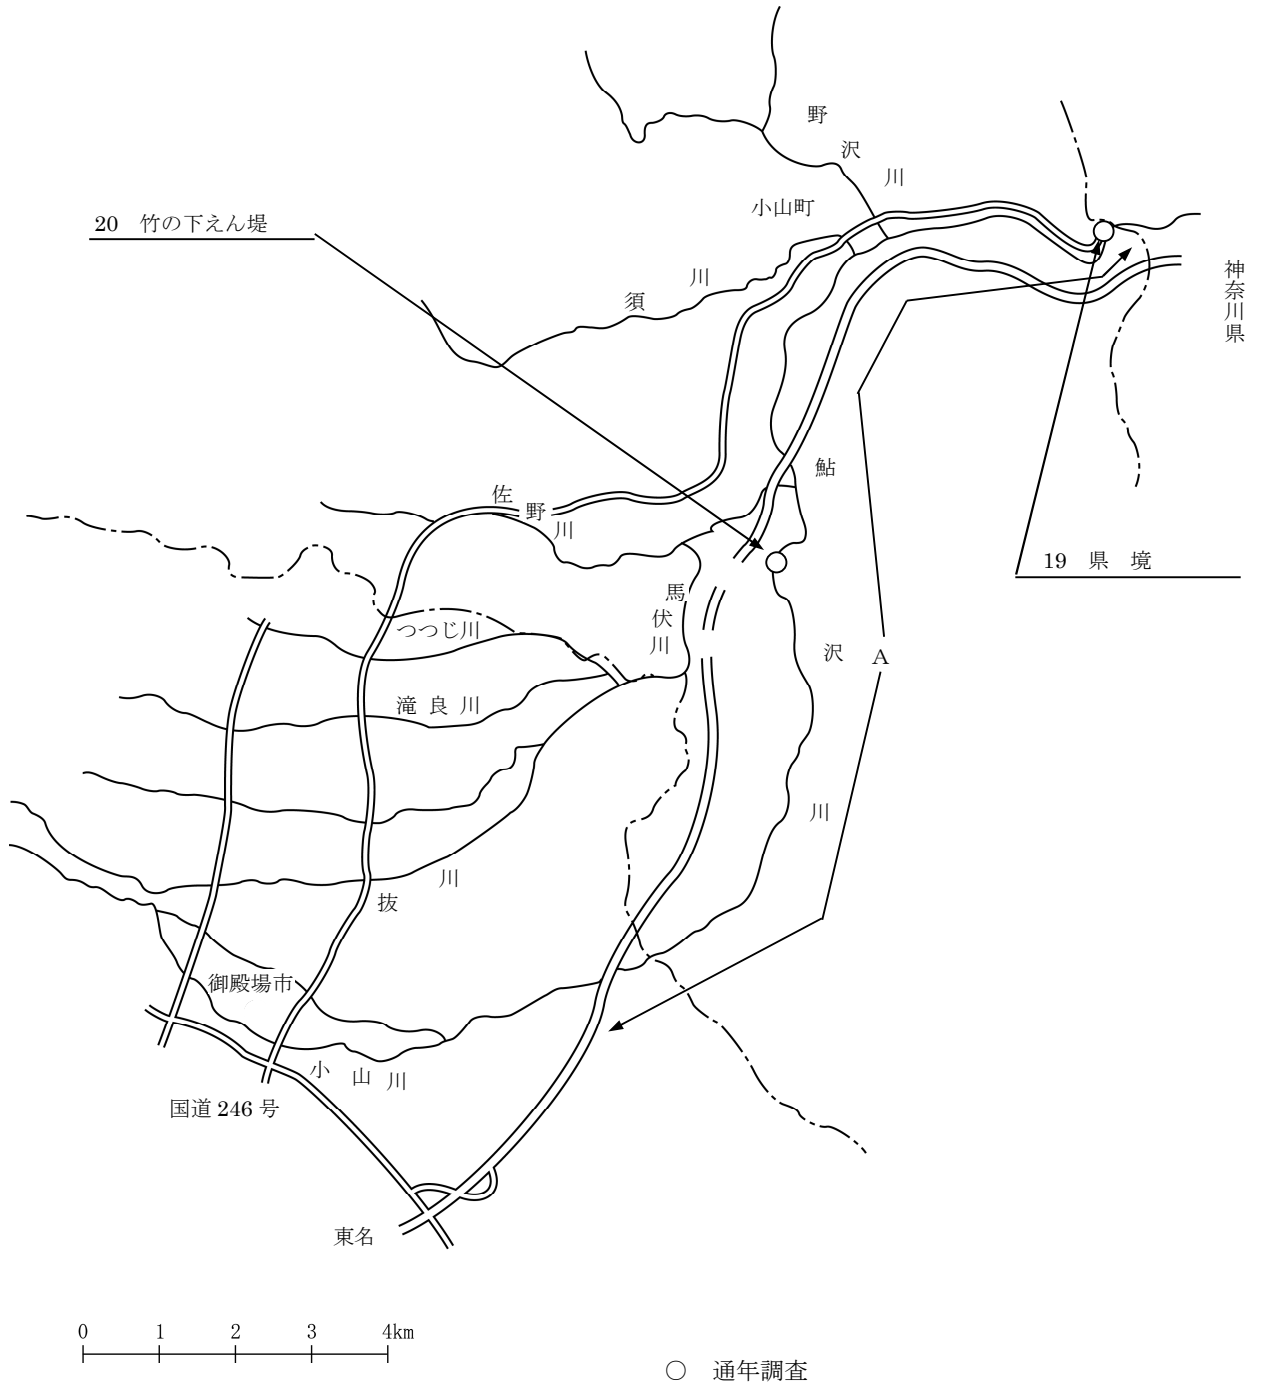 野沢川
小山町
20 竹の下えん堤
須川
神奈川県
鮎沢川
佐野川
19 県 境
馬伏川
つつじ川
A
滝良川
抜川
御殿場市
小山川
国道 246 号
東名
0 1 2 3 4km
○ 通年調査